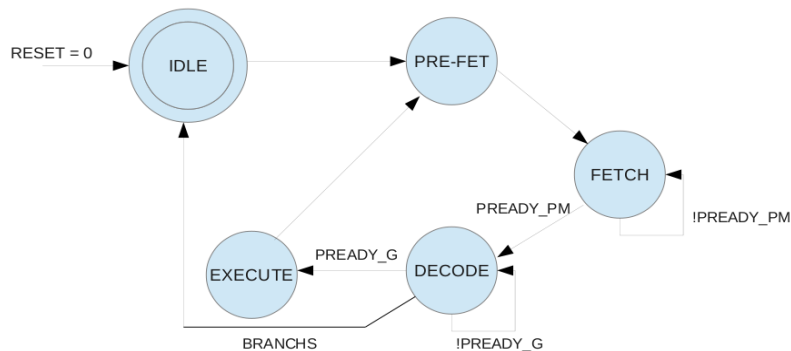 RESET = 0
IDLE
PRE-FET
FETCH
PREADY_PM
!PREADY_PM
PREADY_G
EXECUTE
DECODE
BRANCHS
!PREADY_G